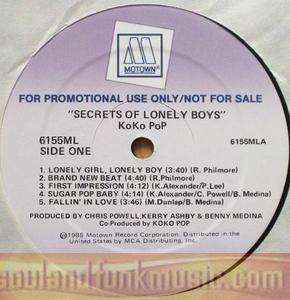 MOTOWN®
FOR PROMOTIONAL USE ONLY/NOT FOR SALE
"SECRETS OF LONELY BOYS"
KoKo PoP
6155ML
SIDE ONE
6155MLA
1. LONELY GIRL, LONELY BOY (3:40) (R. Philmore)
2. BRAND NEW BEAT (4:40) (R. Philmore)
3. FIRST IMPRESSION (4:12) (K.Alexander/P.Lee)
4. SUGAR POP BABY (4:14) (K.Alexander/C. Powell/B. Medina)
5. FALLIN' IN LOVE (3:46) (M.Dunlap/B. Medina)
PRODUCED BY CHRIS POWELL,KERRY ASHBY & BENNY MEDINA
Co-Produced by KOKO POP
©1985 Motown Record Corporation. Distributed in the
United States by MCA Distributing, Inc.
soulandfunkmusic.com